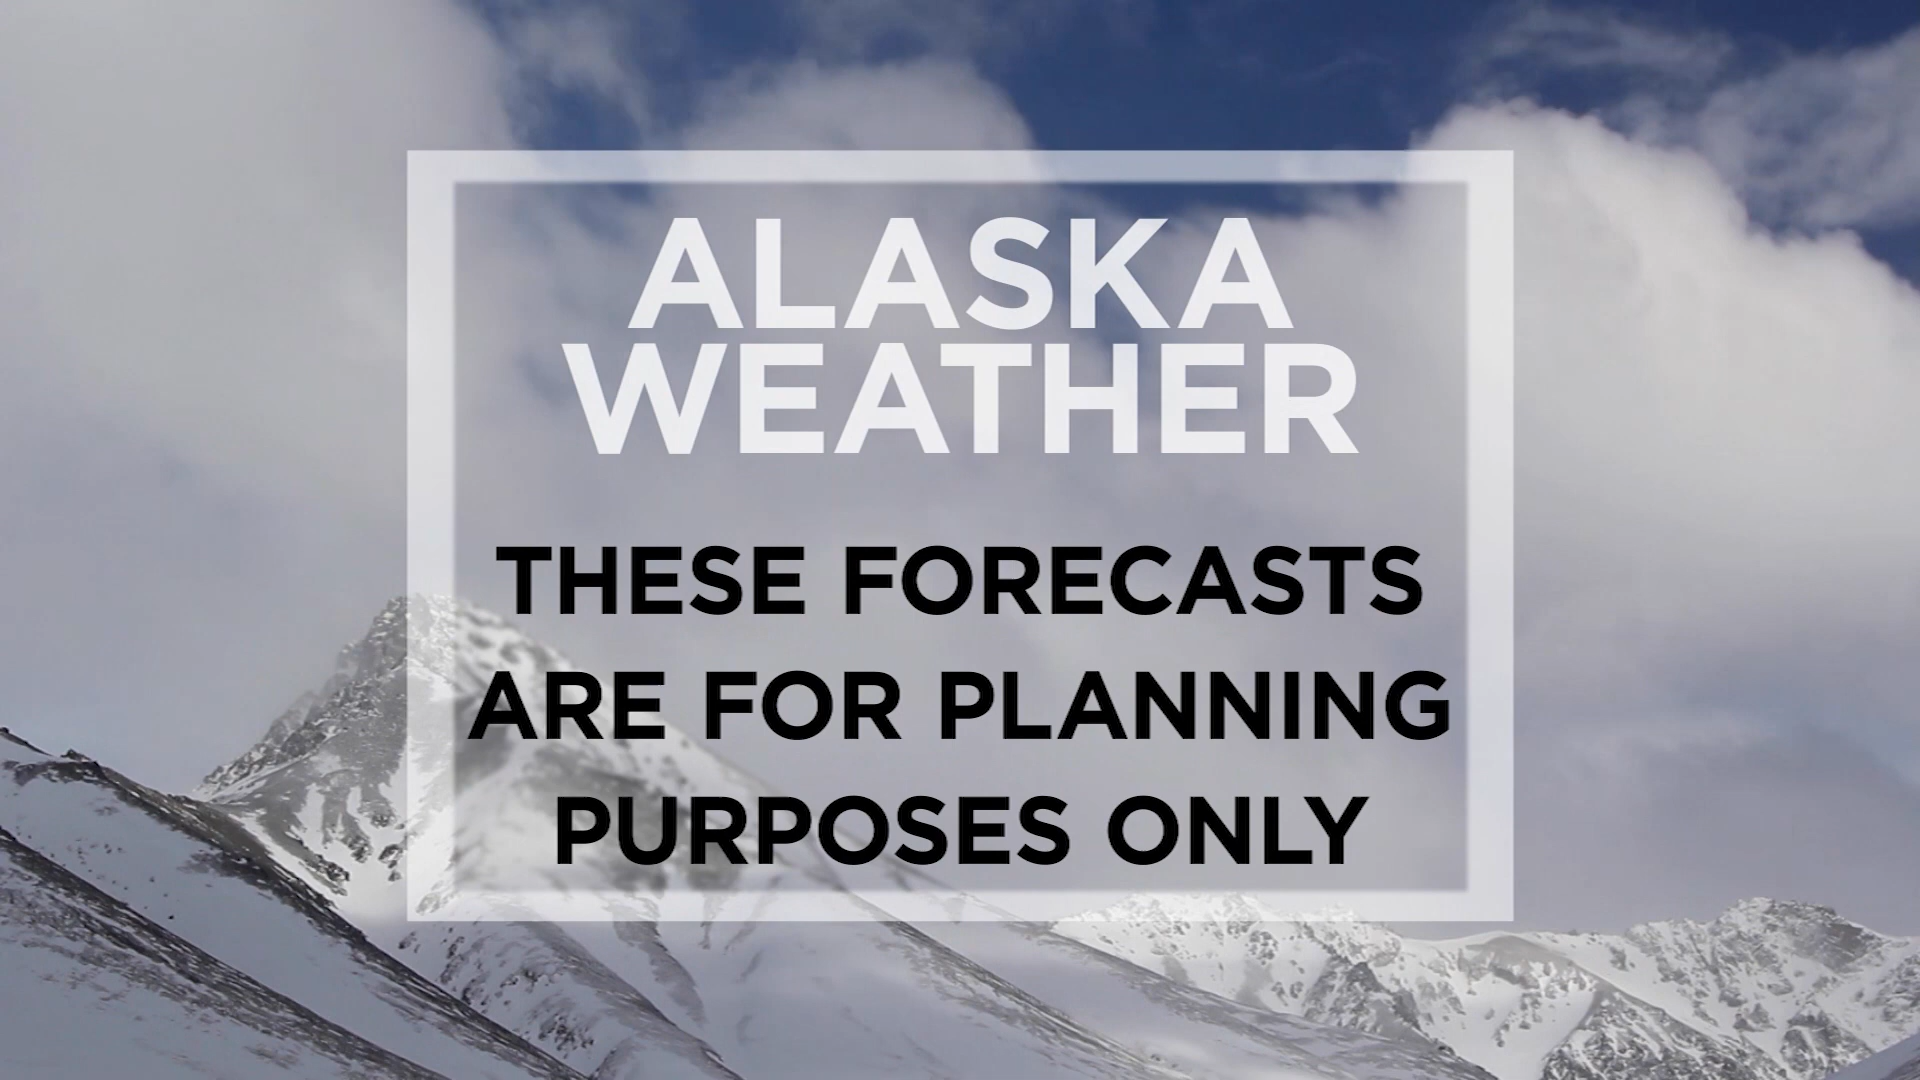 ALASKA
WEATHER
THESE FORECASTS
ARE FOR PLANNING
PURPOSES ONLY